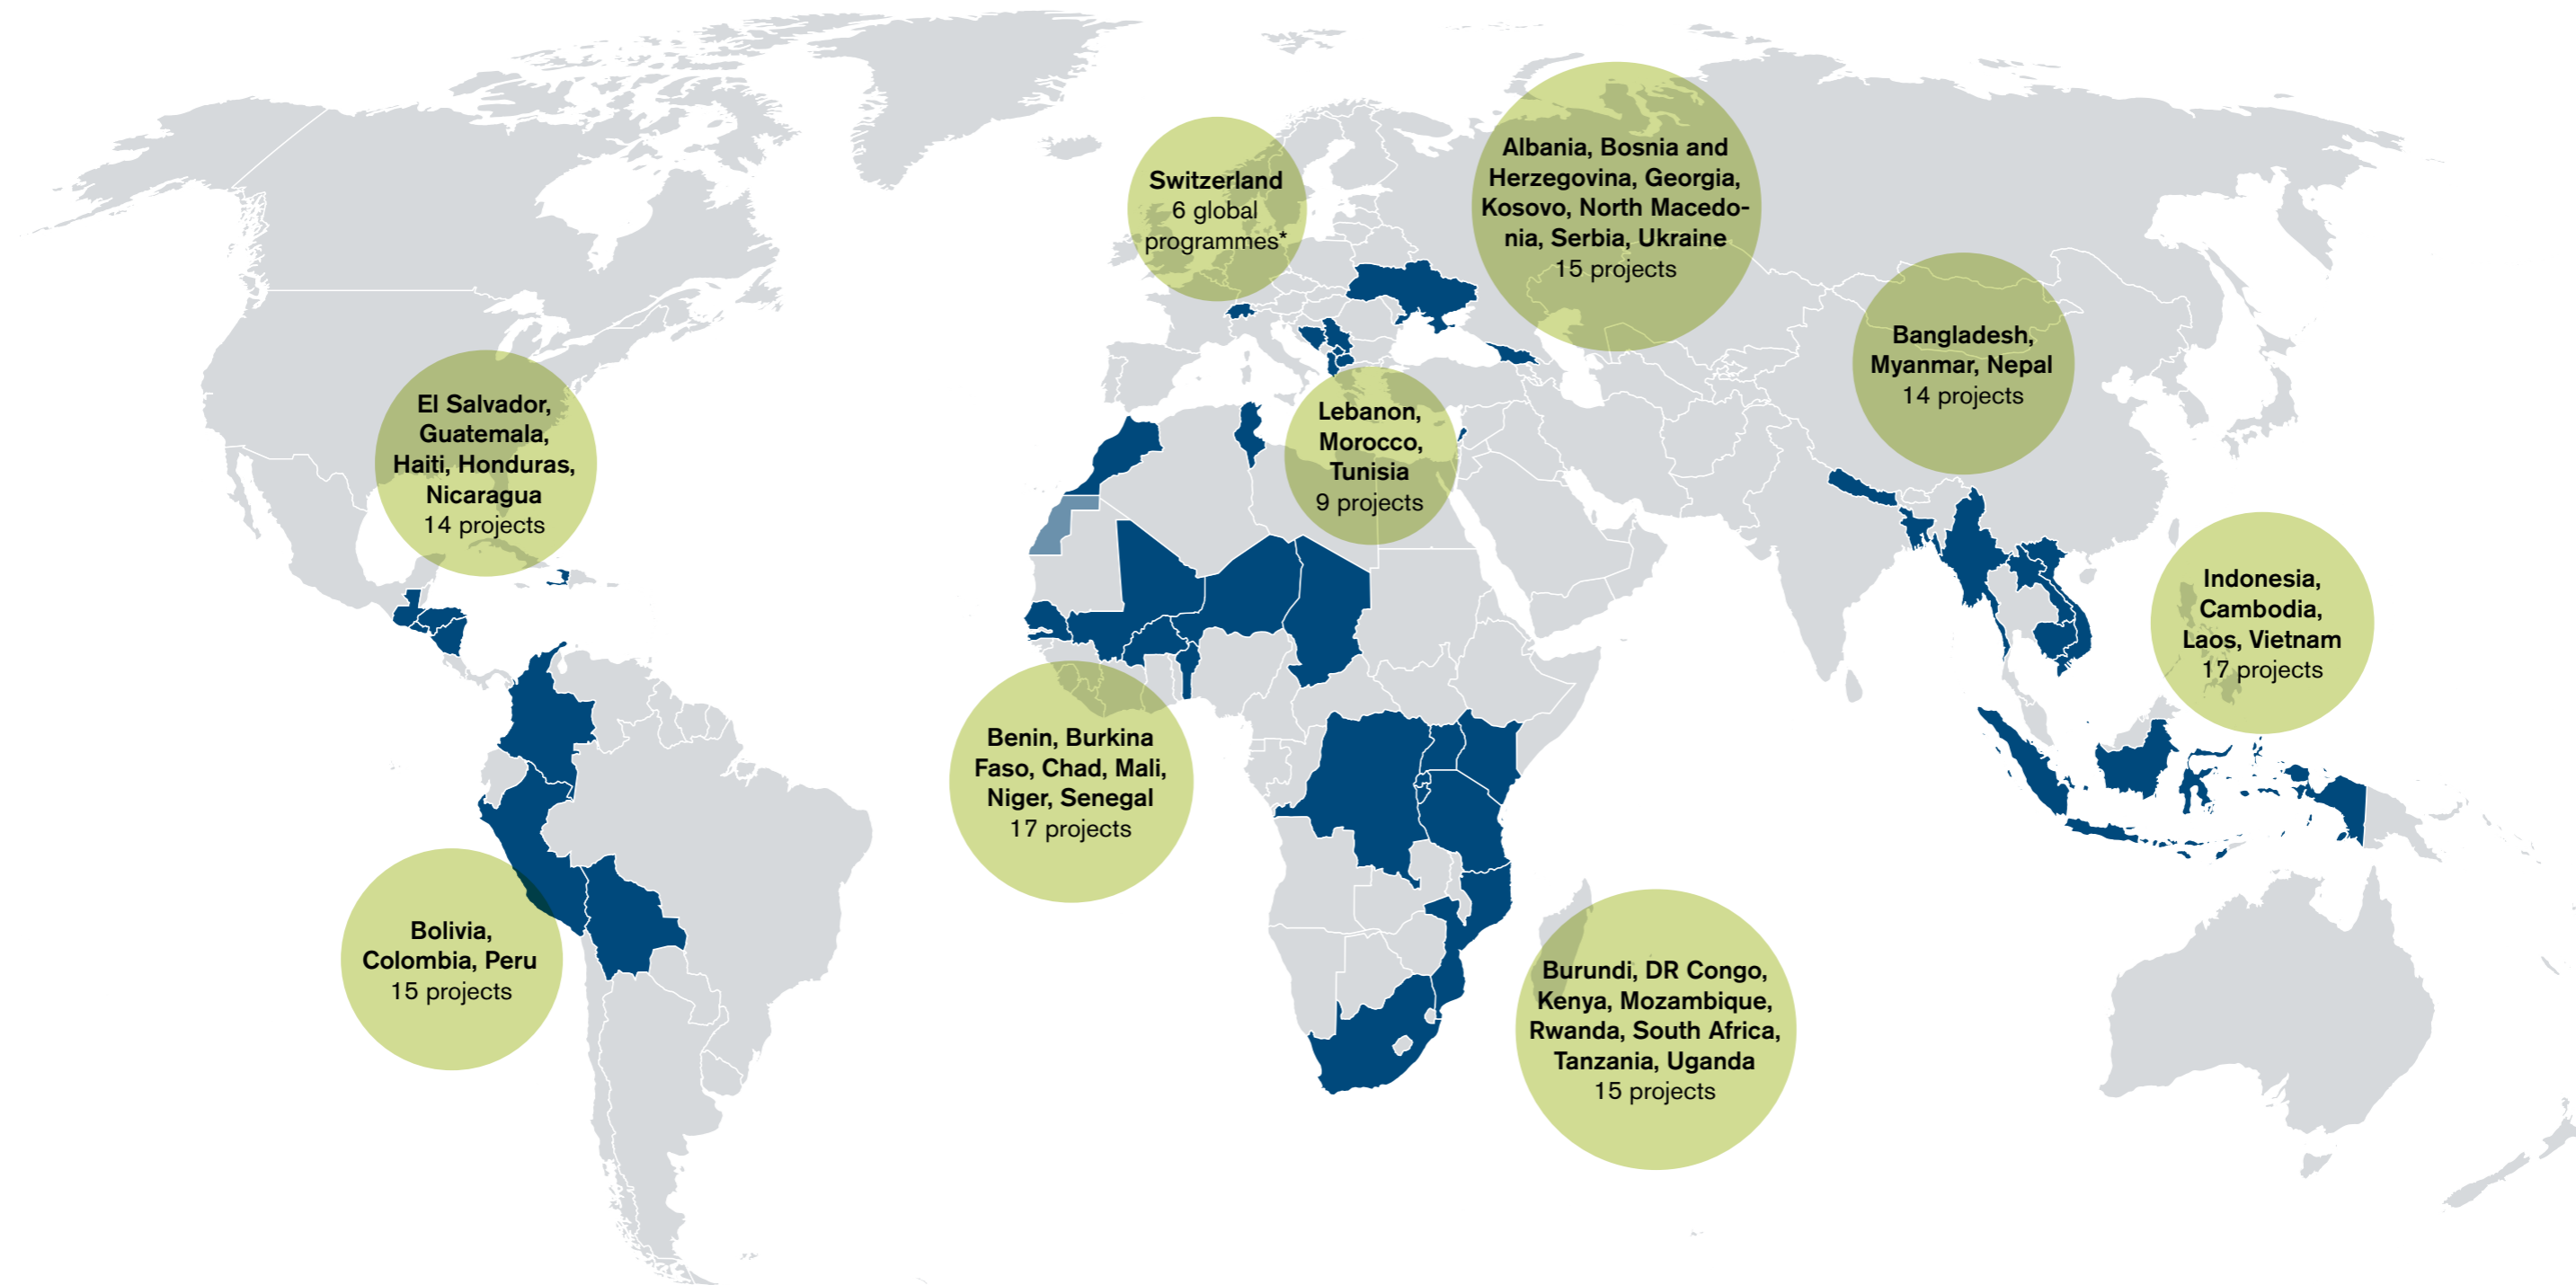 Switzerland
6 global
programmes*
Albania, Bosnia and
Herzegovina, Georgia,
Kosovo, North Macedo-
nia, Serbia, Ukraine
15 projects
Bangladesh,
Myanmar, Nepal
14 projects
El Salvador,
Guatemala,
Haiti, Honduras,
Nicaragua
14 projects
Lebanon,
Morocco,
Tunisia
9 projects
Indonesia,
Cambodia,
Laos, Vietnam
17 projects
Benin, Burkina
Faso, Chad, Mali,
Niger, Senegal
17 projects
Bolivia,
Colombia, Peru
15 projects
Burundi, DR Congo,
Kenya, Mozambique,
Rwanda, South Africa,
Tanzania, Uganda
15 projects